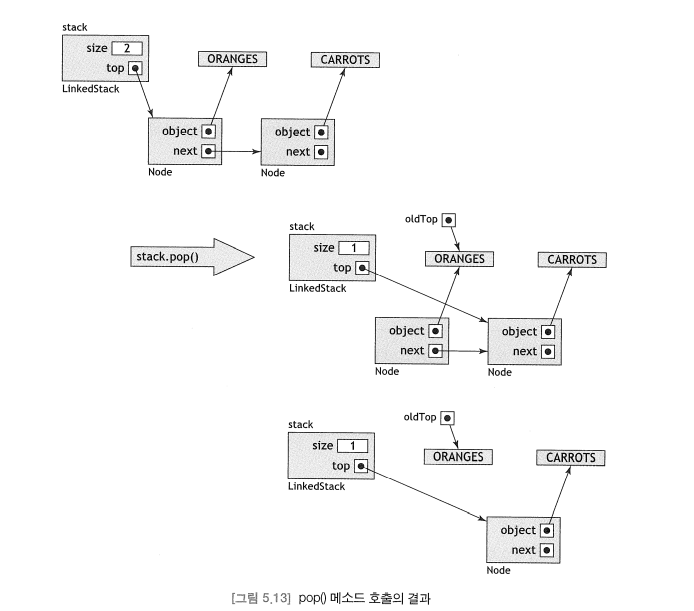 stack
size 2
top
LinkedStack
ORANGES
CARROTS
object
next
Node
object
next
Node
stack.pop()
stack
size 1
top
LinkedStack
oldTop
ORANGES
CARROTS
object
next
Node
object
next
Node
stack
size 1
top
LinkedStack
oldTop
ORANGES
CARROTS
object
next
Node
[그림 5.13] pop() 메소드 호출의 결과